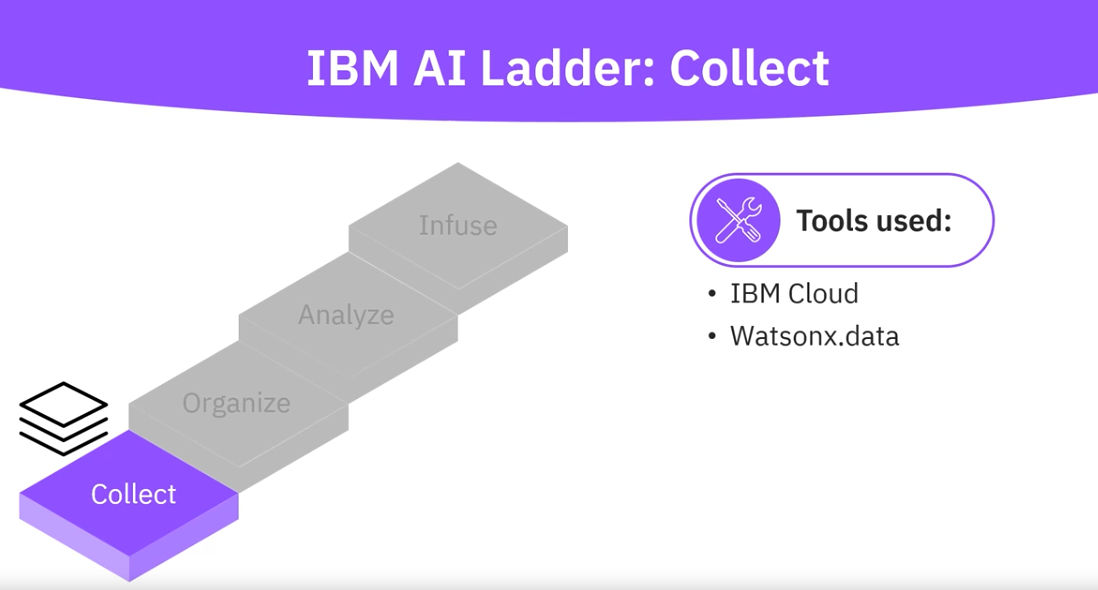 IBM AI Ladder: Collect
Infuse
Analyze
Organize
Collect
Tools used:
• IBM Cloud
• Watsonx.data